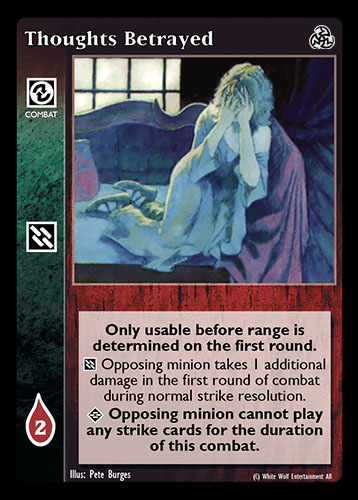 Thoughts Betrayed
COMBAT
Only usable before range is
determined on the first round.
Opposing minion takes 1 additional
damage in the first round of combat
during normal strike resolution.
Opposing minion cannot play
any strike cards for the duration
of this combat.
2
Illus: Pete Burges
(C) White Wolf Entertainment AB